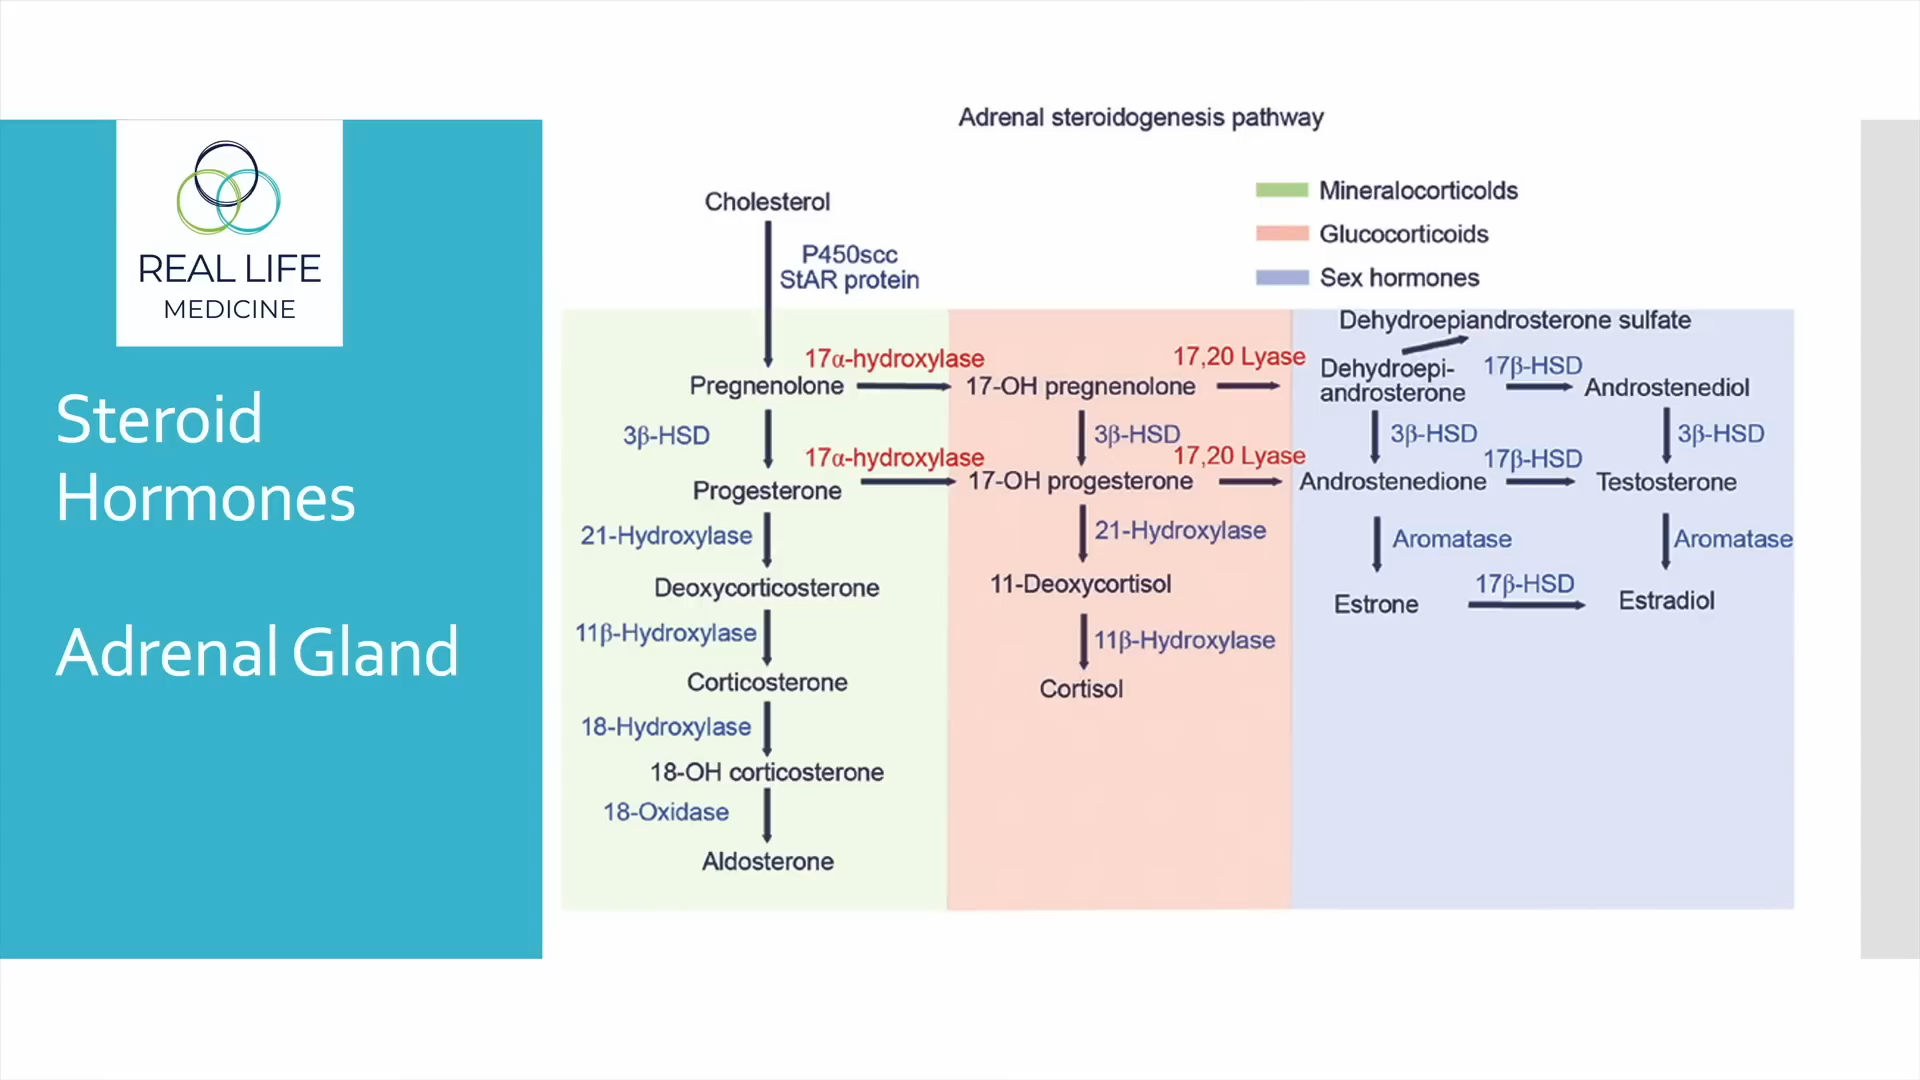 REAL LIFE
MEDICINE
Steroid
Hormones
Adrenal Gland
Adrenal steroidogenesis pathway
Mineralocorticolds
Glucocorticoids
Sex hormones
Cholesterol
P450scc
StAR protein
Dehydroepiandrosterone sulfate
17α-hydroxylase
17,20 Lyase
Pregnenolone
17-OH pregnenolone
Dehydroepi-
androsterone
17β-HSD
Androstenediol
3β-HSD
3β-HSD
3β-HSD
3β-HSD
17α-hydroxylase
17,20 Lyase
17β-HSD
Progesterone
17-OH progesterone
Androstenedione
Testosterone
21-Hydroxylase
21-Hydroxylase
Aromatase
Aromatase
Deoxycorticosterone
11-Deoxycortisol
17β-HSD
Estrone
Estradiol
11β-Hydroxylase
11β-Hydroxylase
Corticosterone
Cortisol
18-Hydroxylase
18-OH corticosterone
18-Oxidase
Aldosterone